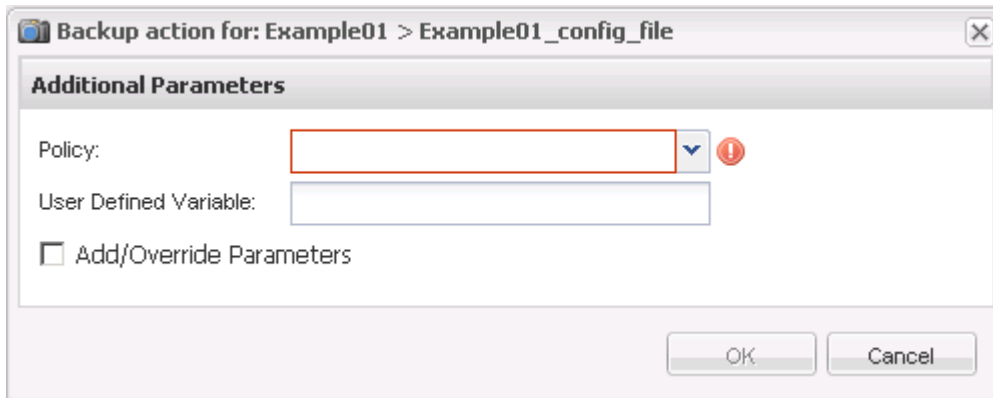 Backup action for: Example01 > Example01_config_file
Additional Parameters
Policy:
User Defined Variable:
Add/Override Parameters
OK
Cancel